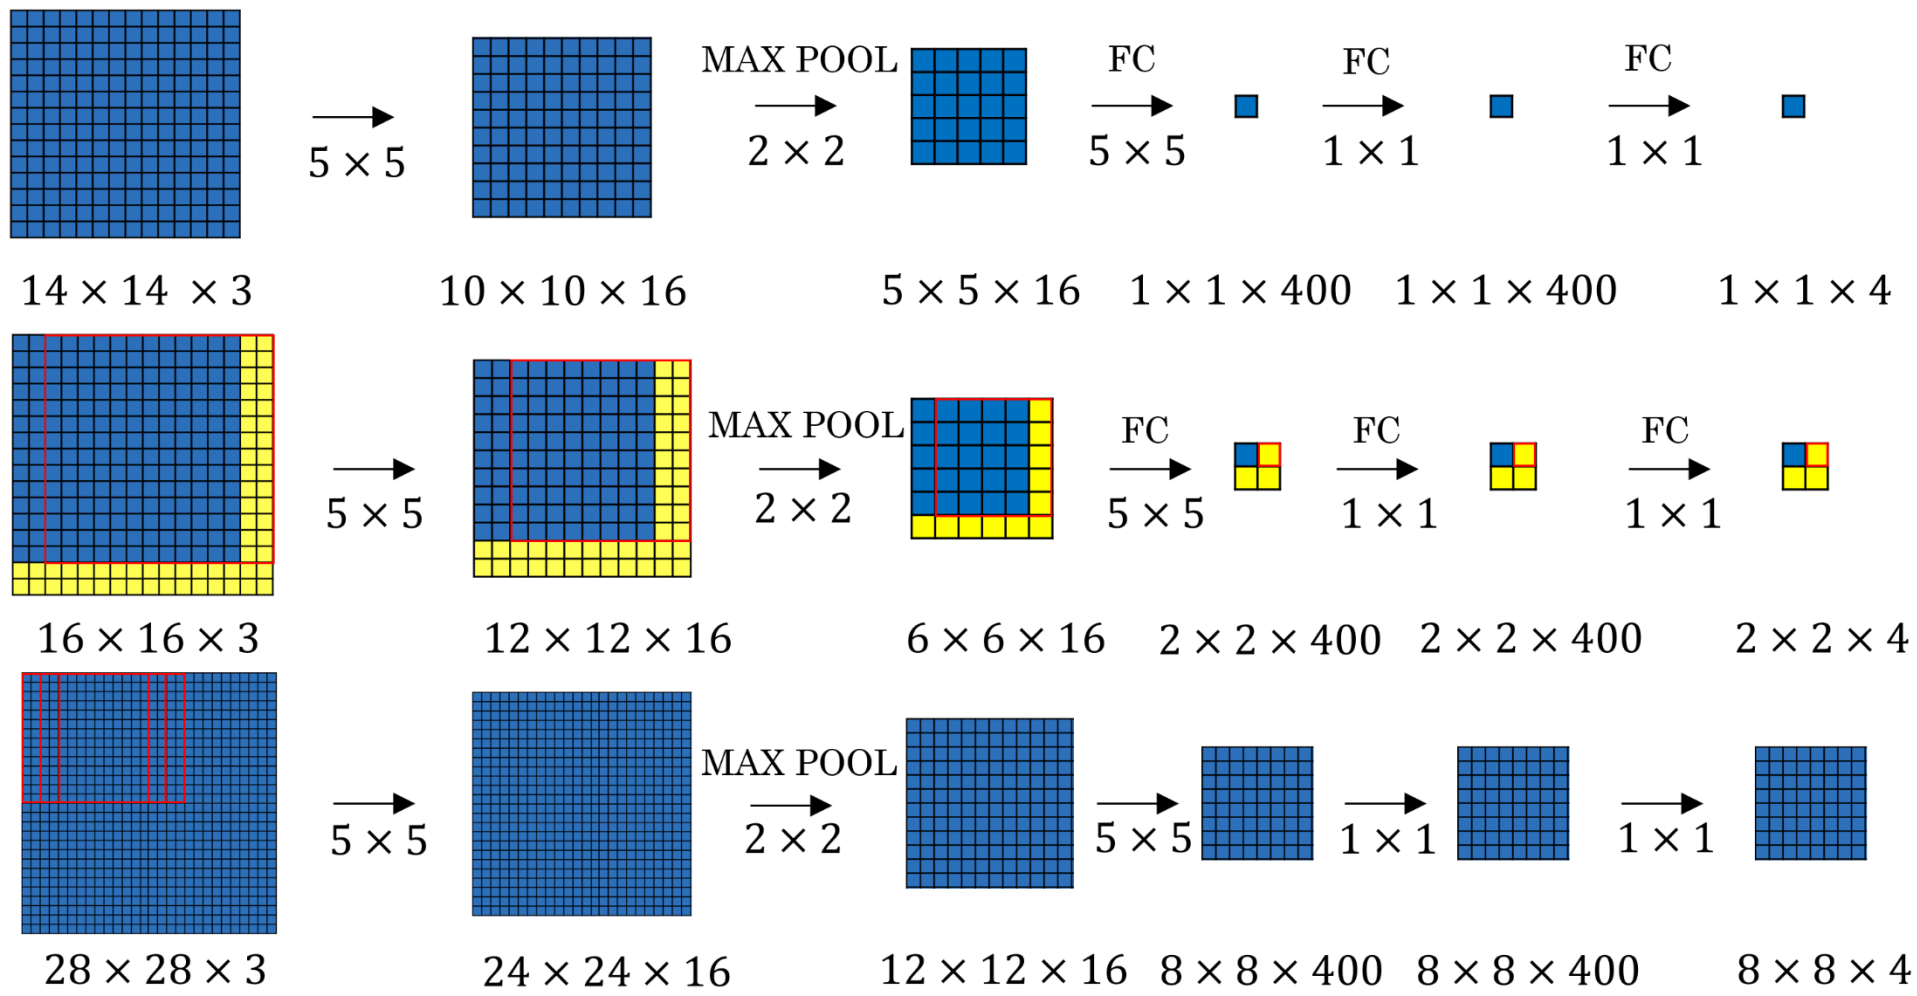 MAX POOL FC FC FC
5 × 5 2 × 2 5 × 5 1 × 1 1 × 1
14 × 14 × 3 10 × 10 × 16 5 × 5 × 16 1 × 1 × 400 1 × 1 × 400 1 × 1 × 4
MAX POOL FC FC FC
5 × 5 2 × 2 5 × 5 1 × 1 1 × 1
16 × 16 × 3 12 × 12 × 16 6 × 6 × 16 2 × 2 × 400 2 × 2 × 400 2 × 2 × 4
MAX POOL
5 × 5 2 × 2 5 × 5 1 × 1 1 × 1
28 × 28 × 3 24 × 24 × 16 12 × 12 × 16 8 × 8 × 400 8 × 8 × 400 8 × 8 × 4